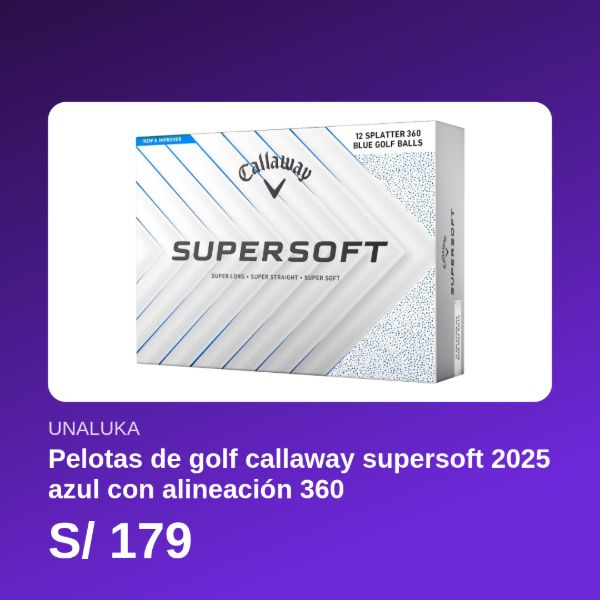 NEW & IMPROVED
12 SPLATTER 360
BLUE GOLF BALLS
Callaway
SUPERSOFT
SUPER LONG • SUPER STRAIGHT • SUPER SOFT
Callaway
SUPERSOFT
UNALUKA
Pelotas de golf callaway supersoft 2025
azul con alineación 360
S/ 179